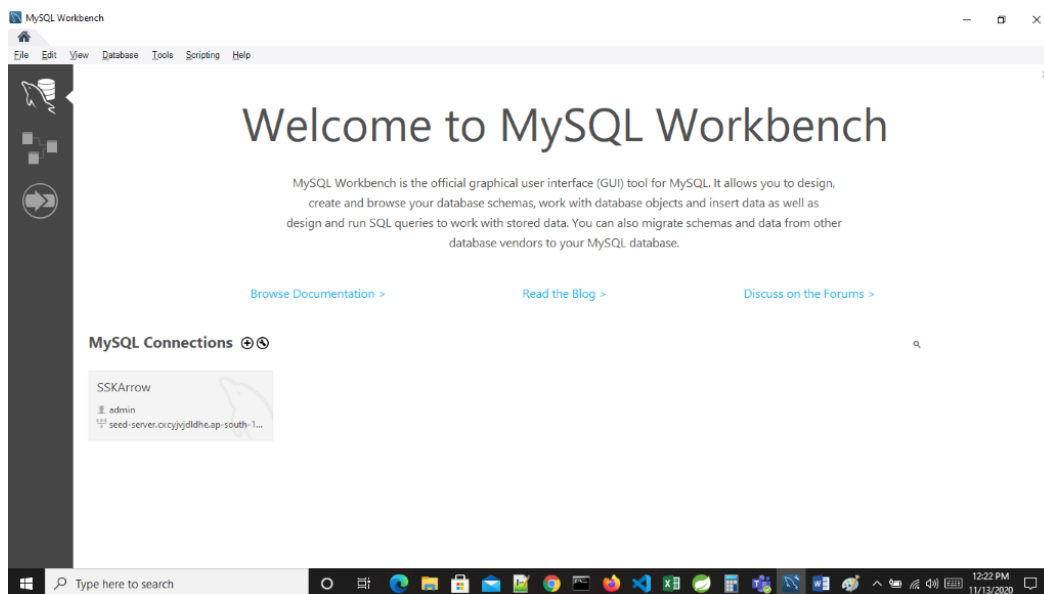 MySQL Workbench
File Edit View Database Tools Scripting Help
Welcome to MySQL Workbench
MySQL Workbench is the official graphical user interface (GUI) tool for MySQL. It allows you to design,
create and browse your database schemas, work with database objects and insert data as well as
design and run SQL queries to work with stored data. You can also migrate schemas and data from other
database vendors to your MySQL database.
Browse Documentation > Read the Blog > Discuss on the Forums >
MySQL Connections
SSKArrow
admin
seed-server.cxcyjvjdldhe.ap-south-1...
Type here to search
12:22 PM
11/13/2020